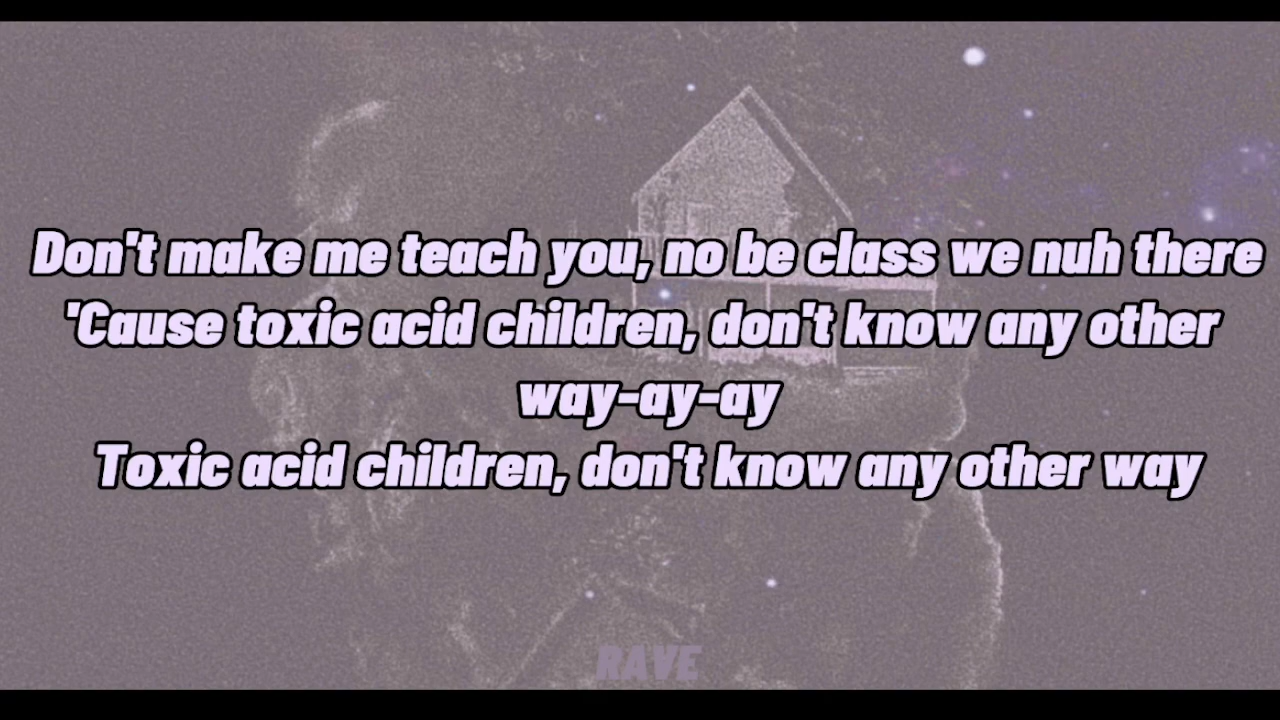 Don't make me teach you, no be class we nuh there
'Cause toxic acid children, don't know any other
way-ay-ay
Toxic acid children, don't know any other way
RAVE